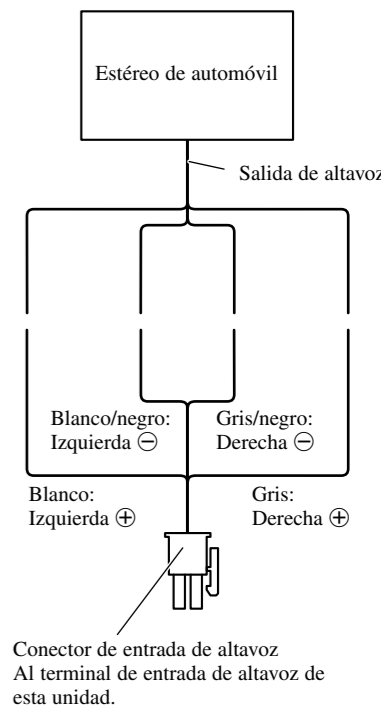 Estéreo de automóvil
Salida de altavoz
Blanco/negro:
Izquierda ⊖
Gris/negro:
Derecha ⊖
Blanco:
Izquierda ⊕
Gris:
Derecha ⊕
Conector de entrada de altavoz
Al terminal de entrada de altavoz de
esta unidad.